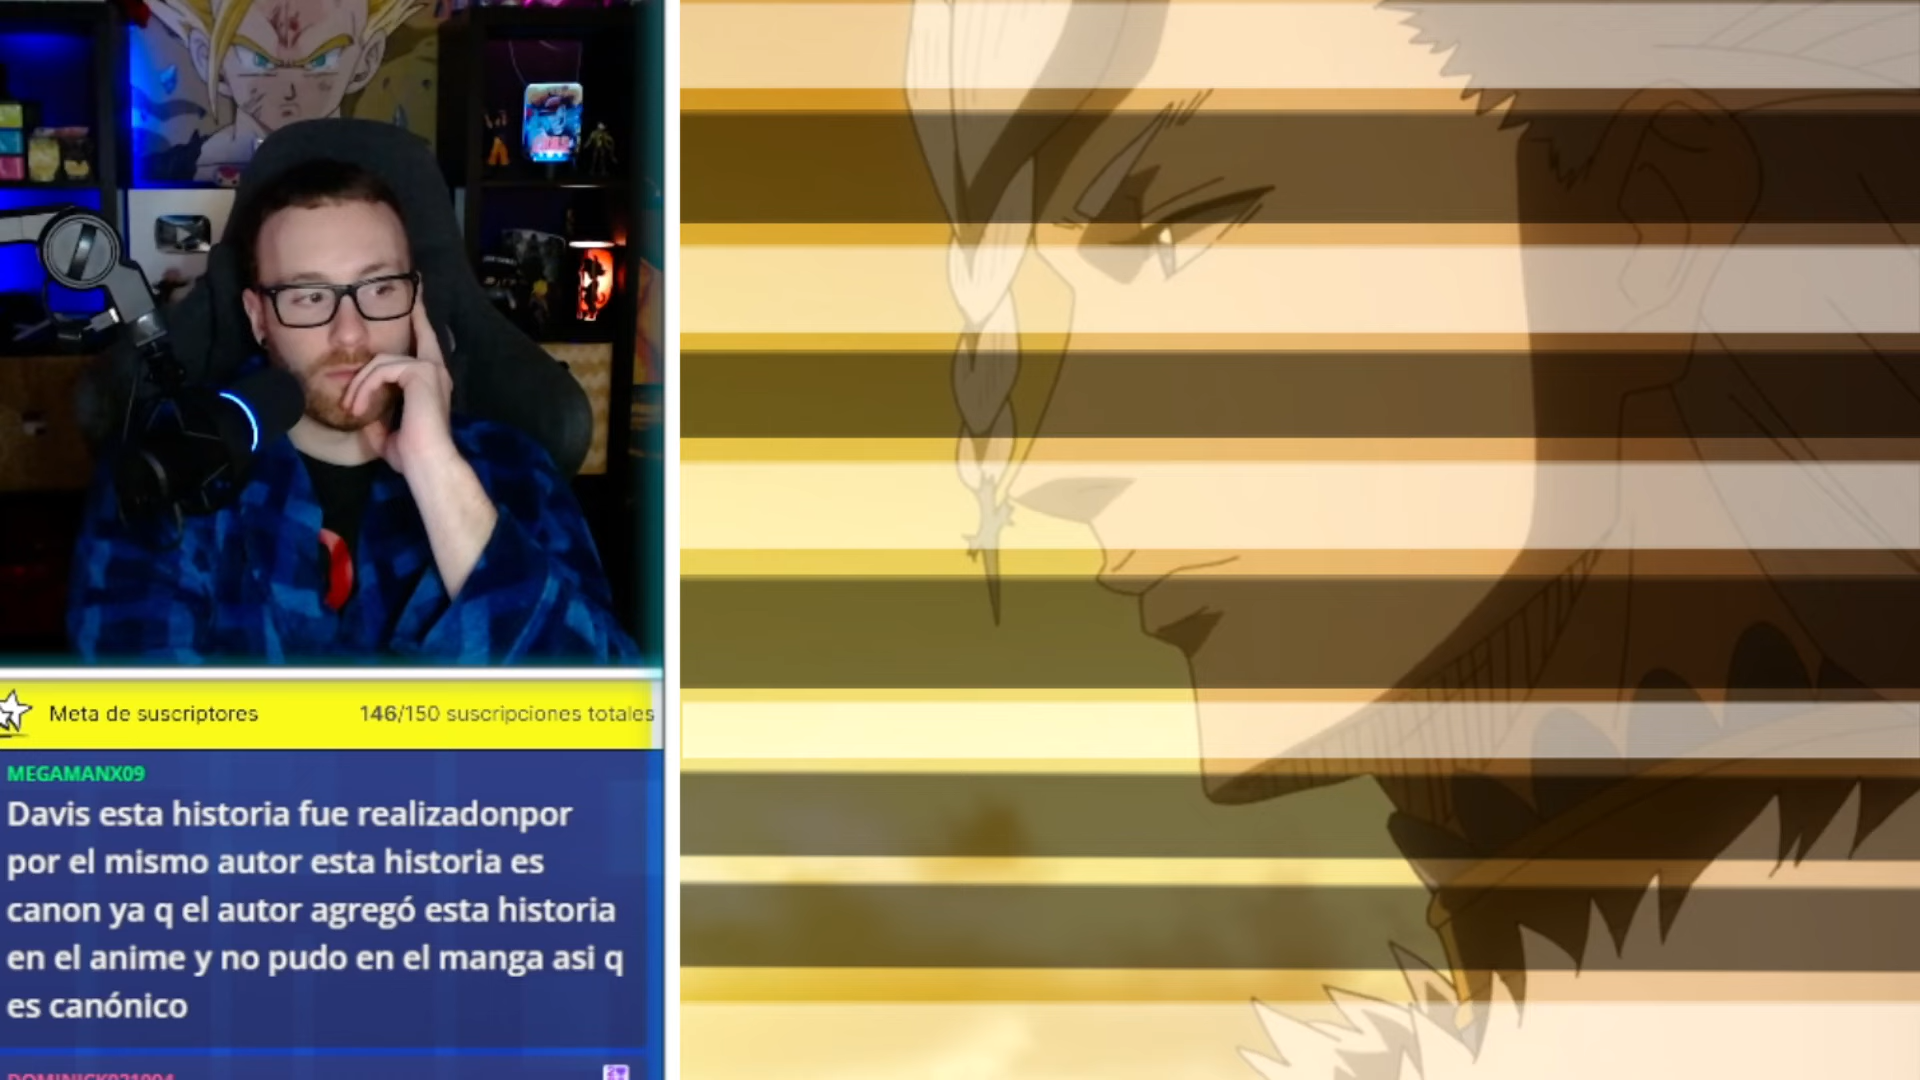 Meta de suscriptores 146/150 suscripciones totales
MEGAMANX09
Davis esta historia fue realizadonpor
por el mismo autor esta historia es
canon ya q el autor agregó esta historia
en el anime y no pudo en el manga asi q
es canónico